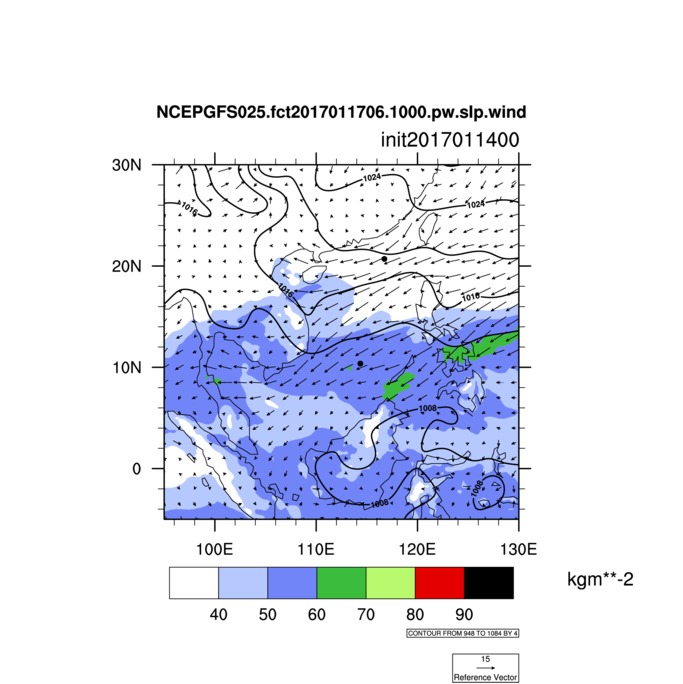 NCEPGFS025.fct2017011706.1000.pw.slp.wind
init2017011400
30N
20N
10N
0
1024
1024
1016
1016
1016
1008
1008
1008
100E 110E 120E 130E
40 50 60 70 80 90
kgm**-2
CONTOUR FROM 948 TO 1084 BY 4
15
Reference Vector